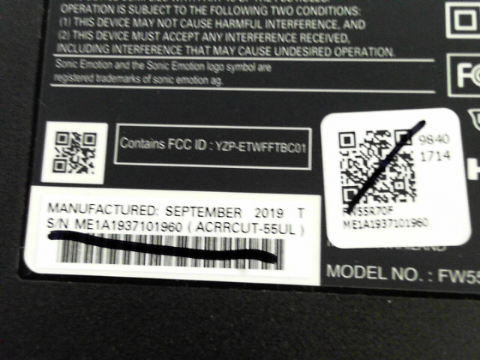 OPERATION IS SUBJECT TO THE FOLLOWING TWO CONDITIONS:
(1) THIS DEVICE MAY NOT CAUSE HARMFUL INTERFERENCE, AND
(2) THIS DEVICE MUST ACCEPT ANY INTERFERENCE RECEIVED,
INCLUDING INTERFERENCE THAT MAY CAUSE UNDESIRED OPERATION.
Sonic Emotion and the Sonic Emotion logo symbol are
registered trademarks of sonic emotion ag.
Contains FCC ID : YZP-ETWFFTBC01
9840
1714
FW55R70F
ME1A1937101960
MANUFACTURED: SEPTEMBER 2019 T
S/N ME1A1937101960 ( ACRRCUT-55UL )
MODEL NO. : FW55